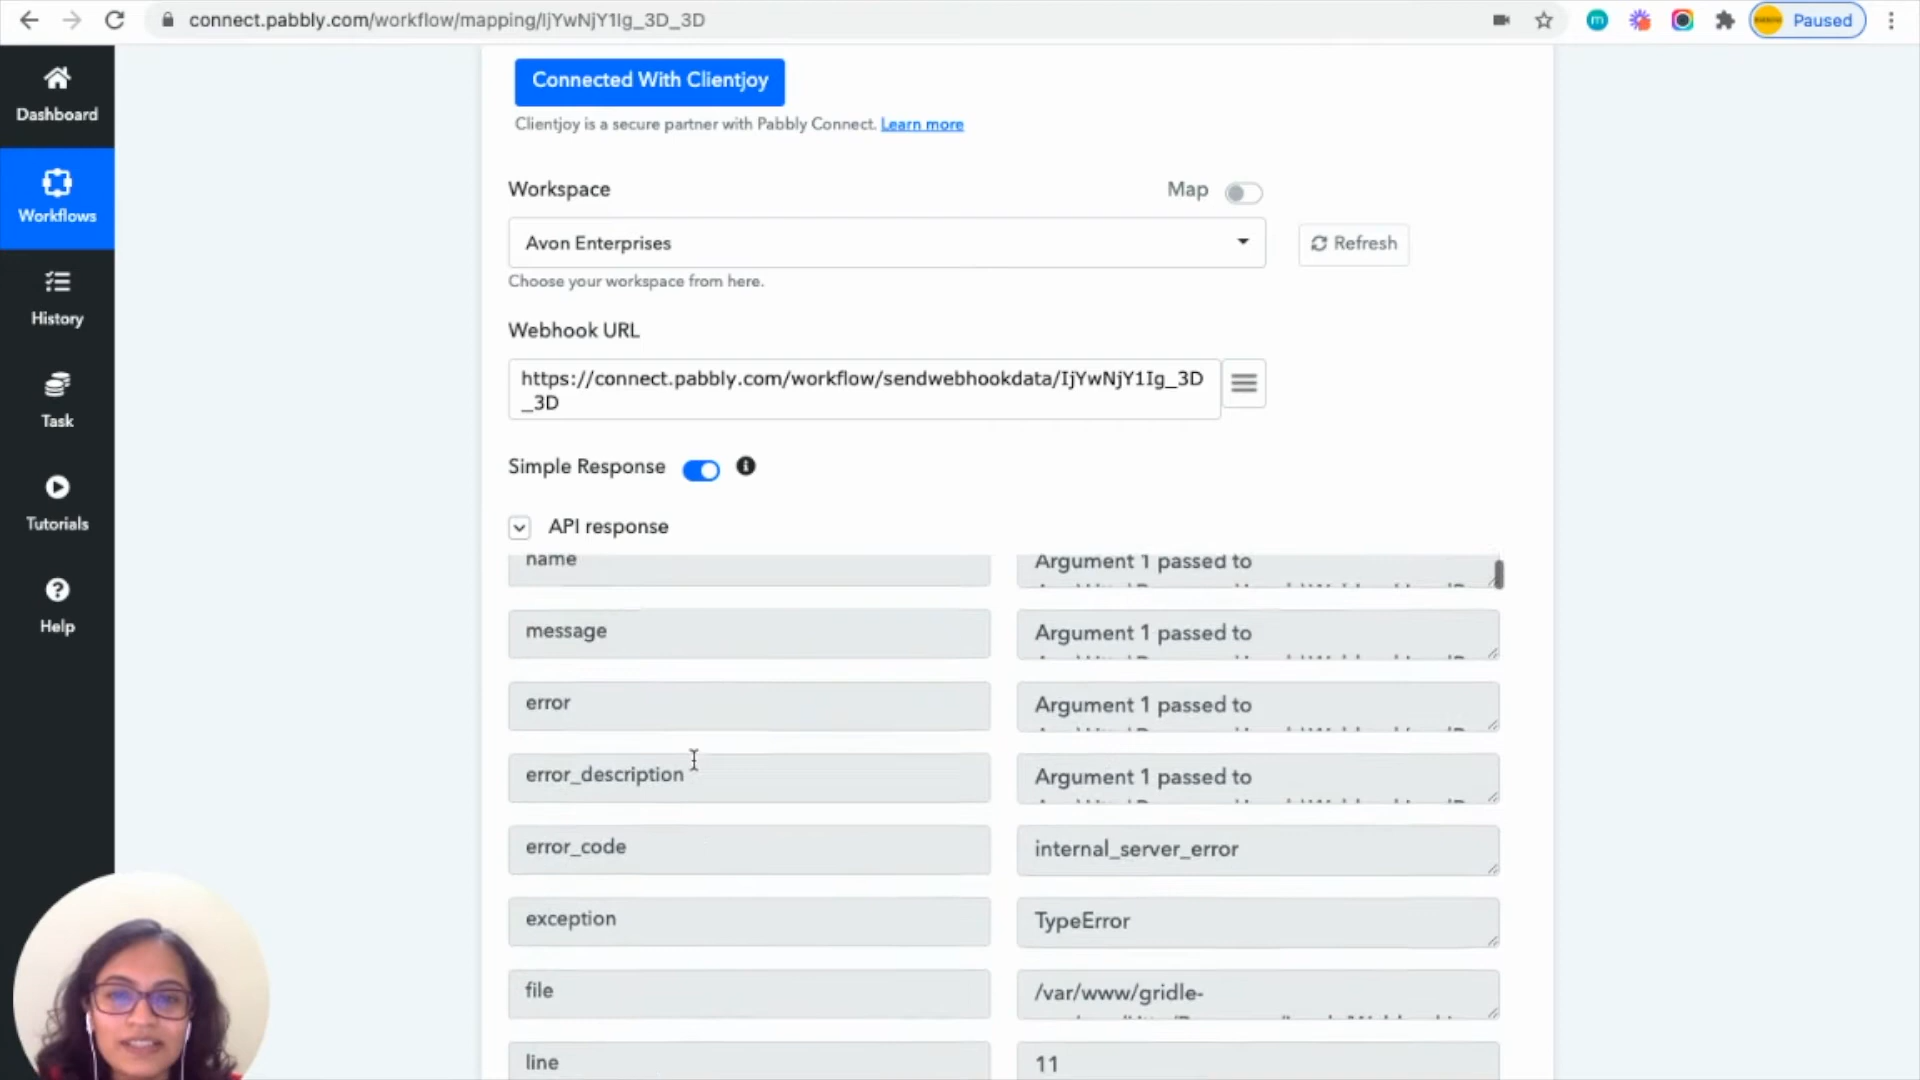 connect.pabbly.com/workflow/mapping/IjYwNjY1Ig_3D_3D
Paused
Dashboard
Workflows
History
Task
Tutorials
Help
Connected With Clientjoy
Clientjoy is a secure partner with Pabbly Connect. Learn more
Workspace
Map
Avon Enterprises
Refresh
Choose your workspace from here.
Webhook URL
https://connect.pabbly.com/workflow/sendwebhookdata/IjYwNjY1Ig_3D
_3D
Simple Response
API response
name
Argument 1 passed to
message
Argument 1 passed to
error
Argument 1 passed to
error_description
Argument 1 passed to
error_code
internal_server_error
exception
TypeError
file
/var/www/gridle-
line
11